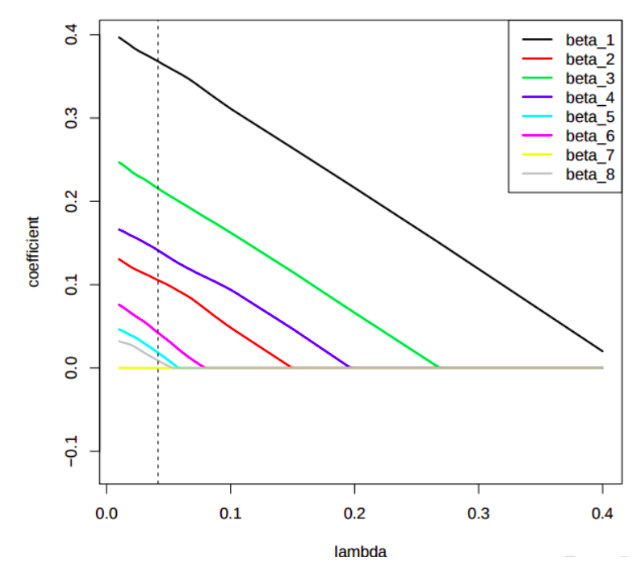 beta_1
beta_2
beta_3
beta_4
beta_5
beta_6
beta_7
beta_8
coefficient
0.4
0.3
0.2
0.1
0.0
−0.1
0.0 0.1 0.2 0.3 0.4
lambda